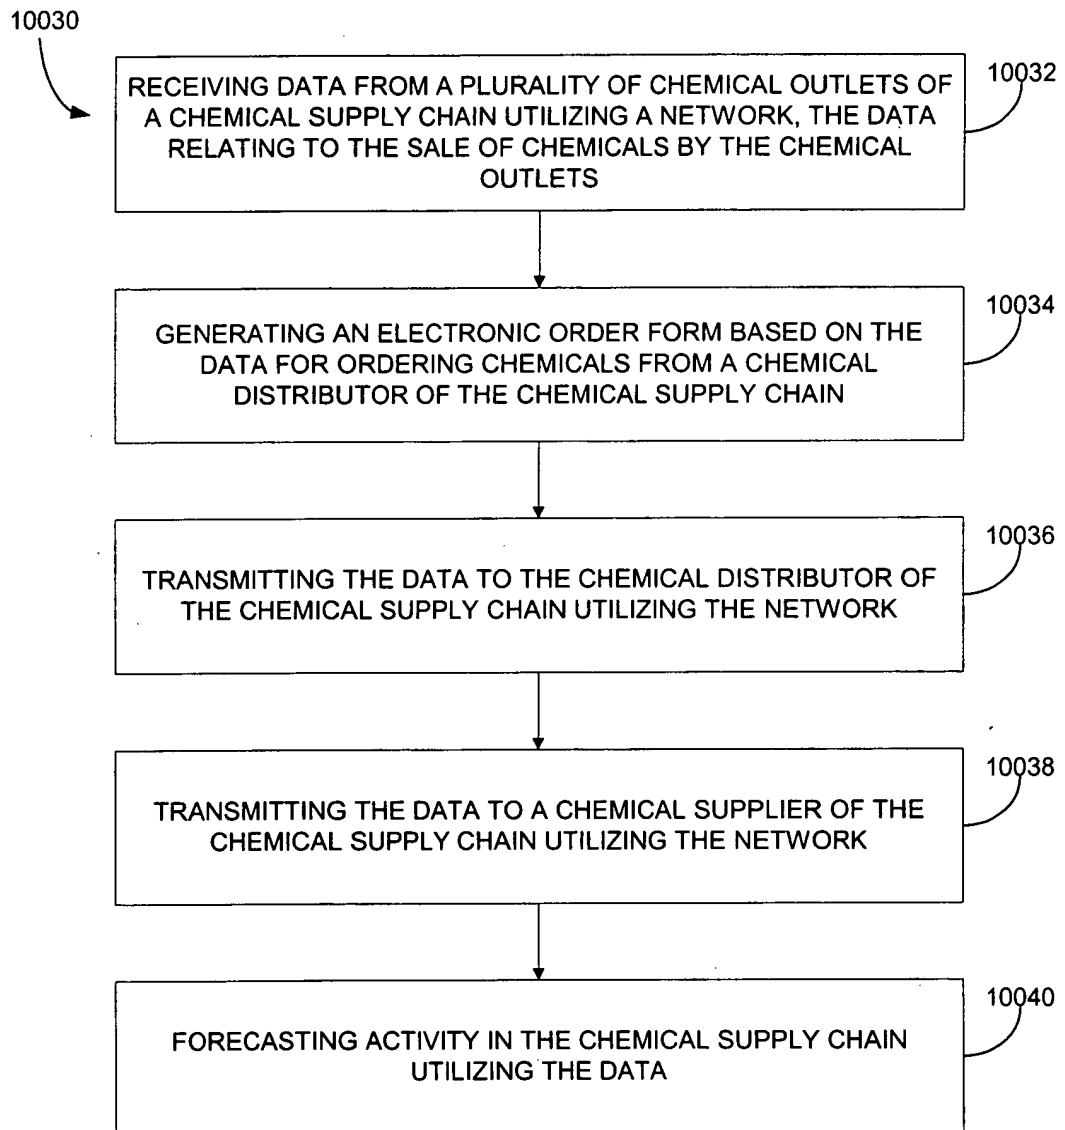 10030
RECEIVING DATA FROM A PLURALITY OF CHEMICAL OUTLETS OF
A CHEMICAL SUPPLY CHAIN UTILIZING A NETWORK, THE DATA
RELATING TO THE SALE OF CHEMICALS BY THE CHEMICAL
OUTLETS
10032
GENERATING AN ELECTRONIC ORDER FORM BASED ON THE
DATA FOR ORDERING CHEMICALS FROM A CHEMICAL
DISTRIBUTOR OF THE CHEMICAL SUPPLY CHAIN
10034
TRANSMITTING THE DATA TO THE CHEMICAL DISTRIBUTOR OF
THE CHEMICAL SUPPLY CHAIN UTILIZING THE NETWORK
10036
TRANSMITTING THE DATA TO A CHEMICAL SUPPLIER OF THE
CHEMICAL SUPPLY CHAIN UTILIZING THE NETWORK
10038
FORECASTING ACTIVITY IN THE CHEMICAL SUPPLY CHAIN
UTILIZING THE DATA
10040